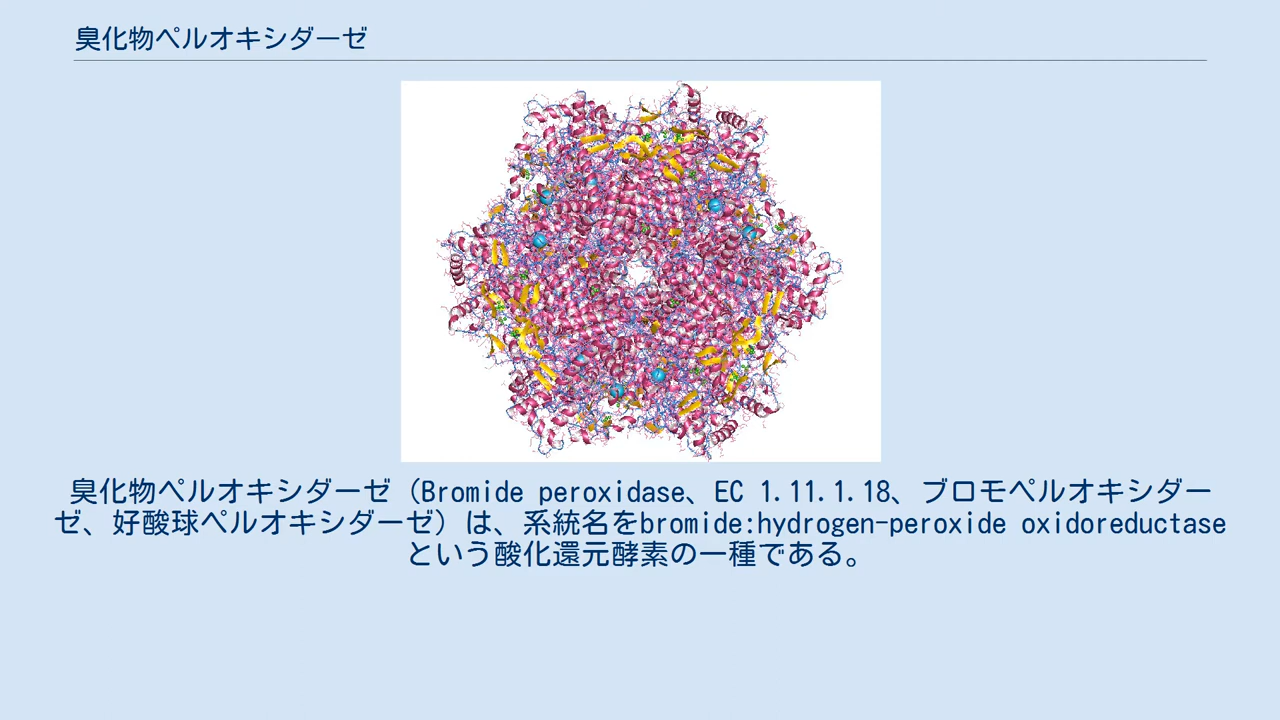 臭化物ペルオキシダーゼ
臭化物ペルオキシダーゼ（Bromide peroxidase、EC 1.11.1.18、ブロモペルオキシダー
ゼ、好酸球ペルオキシダーゼ）は、系統名をbromide:hydrogen-peroxide oxidoreductase
という酸化還元酵素の一種である。